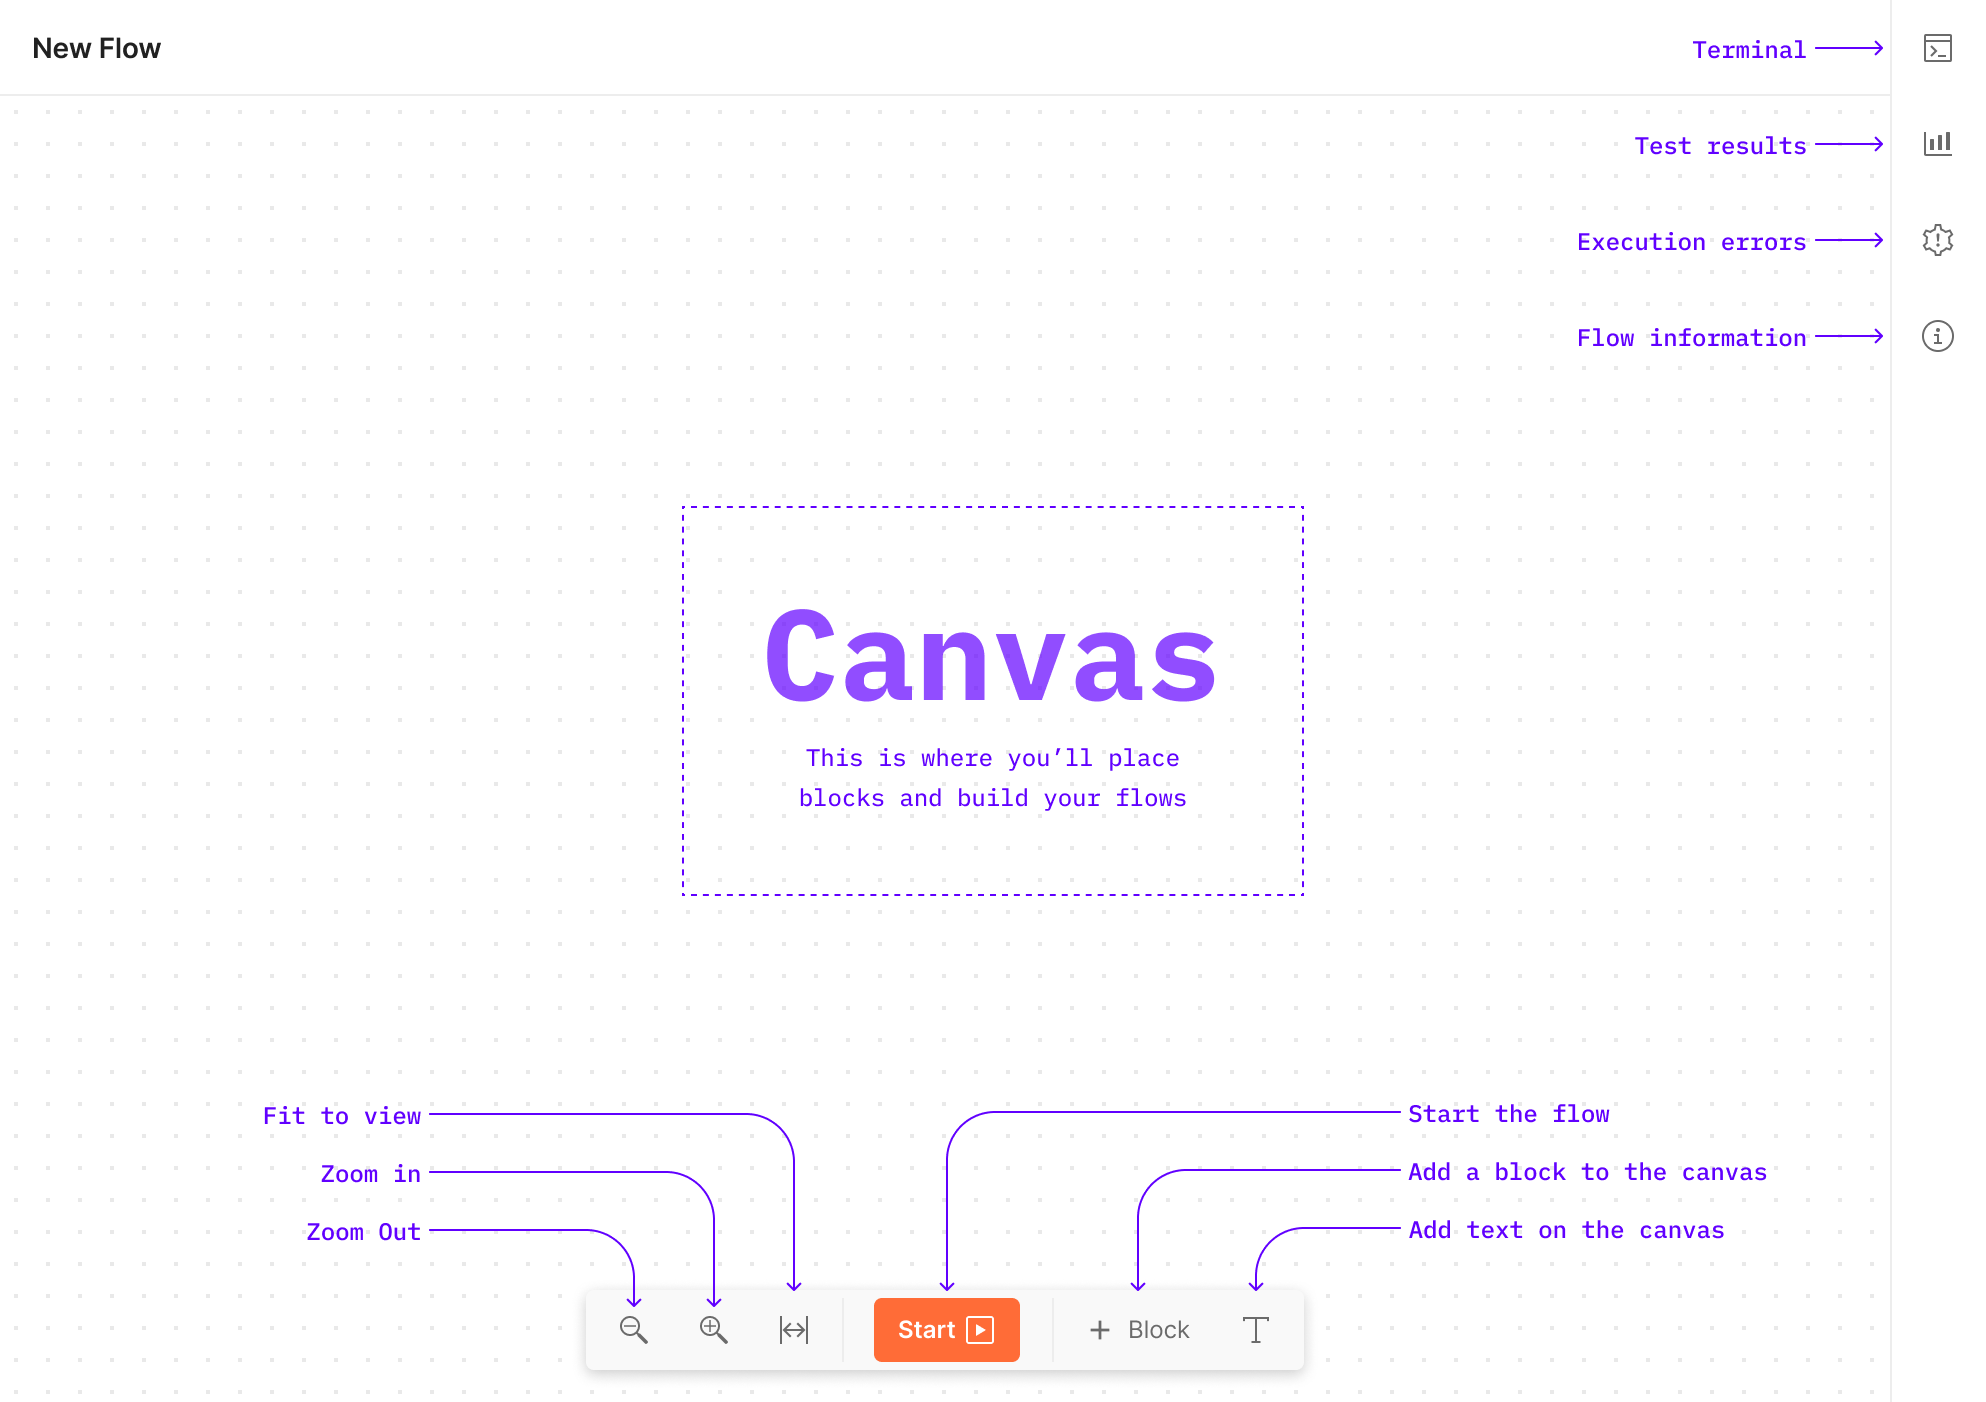 New Flow
Terminal
Test results
Execution errors
Flow information
Canvas
This is where you’ll place
blocks and build your flows
Fit to view
Zoom in
Zoom Out
Start the flow
Add a block to the canvas
Add text on the canvas
Start
Block